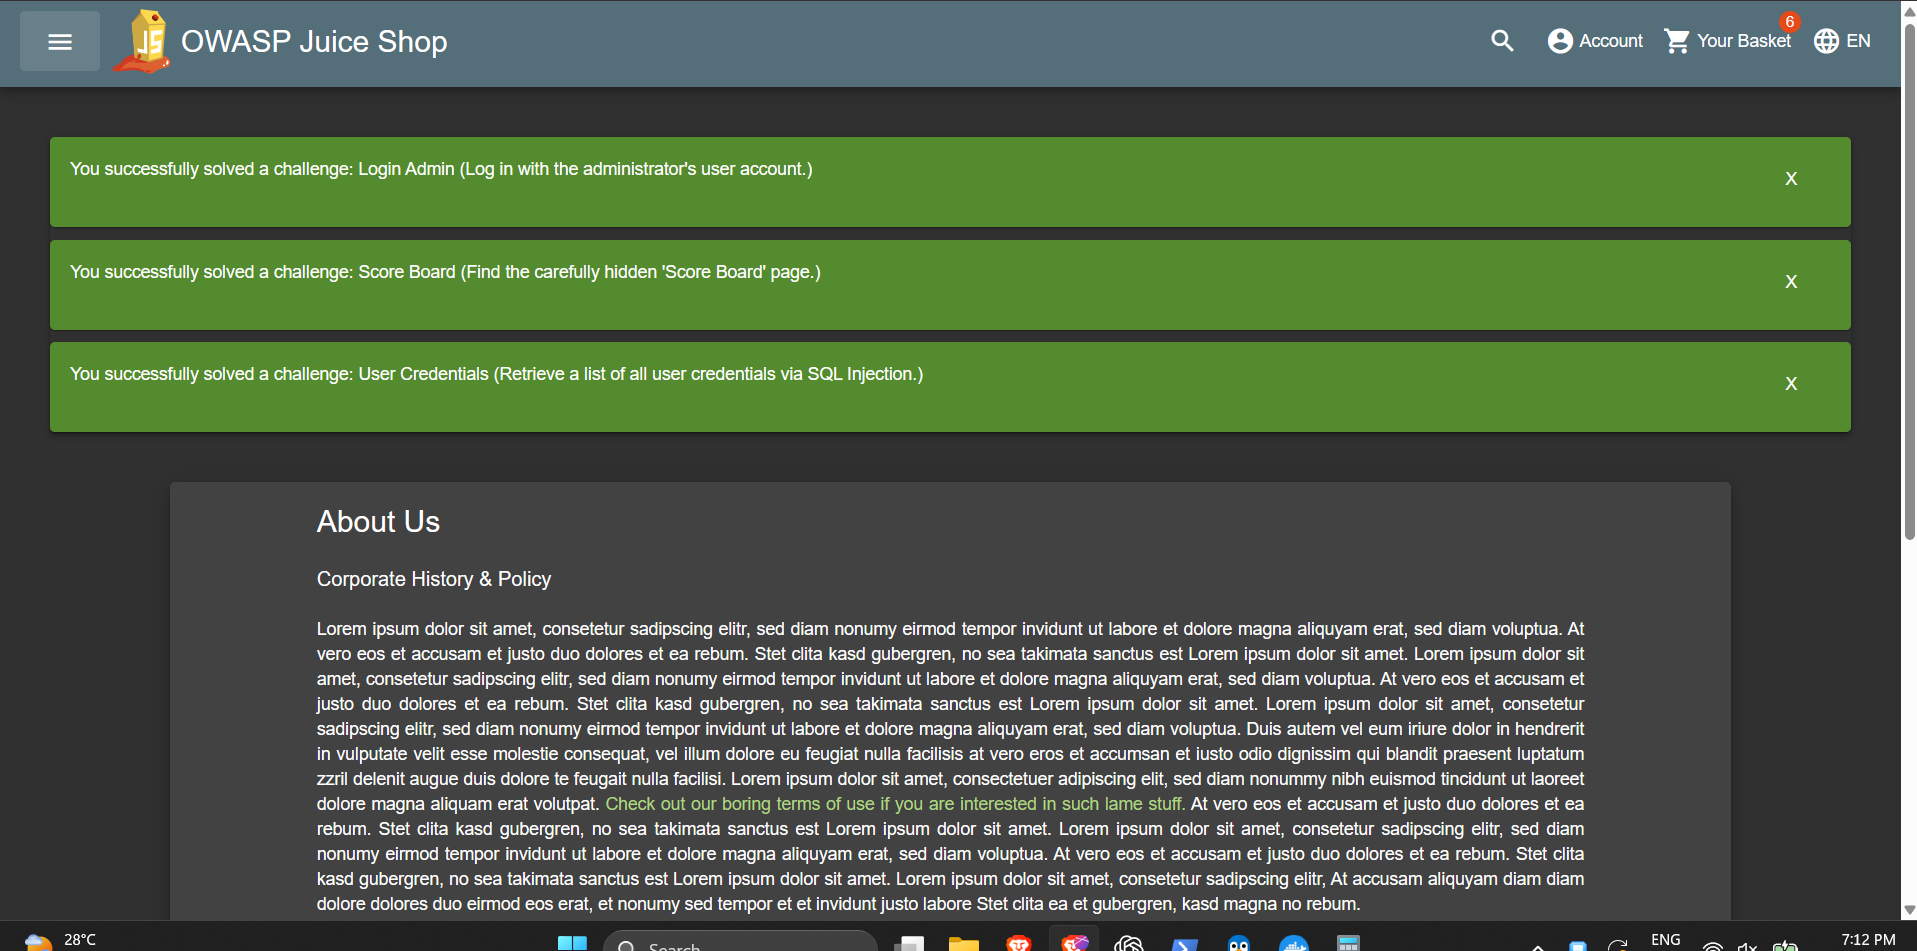 OWASP Juice Shop
Account
Your Basket
6
EN
You successfully solved a challenge: Login Admin (Log in with the administrator's user account.)
X
You successfully solved a challenge: Score Board (Find the carefully hidden 'Score Board' page.)
X
You successfully solved a challenge: User Credentials (Retrieve a list of all user credentials via SQL Injection.)
X
About Us
Corporate History & Policy
Lorem ipsum dolor sit amet, consetetur sadipscing elitr, sed diam nonumy eirmod tempor invidunt ut labore et dolore magna aliquyam erat, sed diam voluptua. At
vero eos et accusam et justo duo dolores et ea rebum. Stet clita kasd gubergren, no sea takimata sanctus est Lorem ipsum dolor sit amet. Lorem ipsum dolor sit
amet, consetetur sadipscing elitr, sed diam nonumy eirmod tempor invidunt ut labore et dolore magna aliquyam erat, sed diam voluptua. At vero eos et accusam et
justo duo dolores et ea rebum. Stet clita kasd gubergren, no sea takimata sanctus est Lorem ipsum dolor sit amet. Lorem ipsum dolor sit amet, consetetur
sadipscing elitr, sed diam nonumy eirmod tempor invidunt ut labore et dolore magna aliquyam erat, sed diam voluptua. Duis autem vel eum iriure dolor in hendrerit
in vulputate velit esse molestie consequat, vel illum dolore eu feugiat nulla facilisis at vero eros et accumsan et iusto odio dignissim qui blandit praesent luptatum
zzril delenit augue duis dolore te feugait nulla facilisi. Lorem ipsum dolor sit amet, consectetuer adipiscing elit, sed diam nonummy nibh euismod tincidunt ut laoreet
dolore magna aliquam erat volutpat. Check out our boring terms of use if you are interested in such lame stuff. At vero eos et accusam et justo duo dolores et ea
rebum. Stet clita kasd gubergren, no sea takimata sanctus est Lorem ipsum dolor sit amet. Lorem ipsum dolor sit amet, consetetur sadipscing elitr, sed diam
nonumy eirmod tempor invidunt ut labore et dolore magna aliquyam erat, sed diam voluptua. At vero eos et accusam et justo duo dolores et ea rebum. Stet clita
kasd gubergren, no sea takimata sanctus est Lorem ipsum dolor sit amet. Lorem ipsum dolor sit amet, consetetur sadipscing elitr, At accusam aliquyam diam diam
dolore dolores duo eirmod eos erat, et nonumy sed tempor et et invidunt justo labore Stet clita ea et gubergren, kasd magna no rebum.
28°C
Search
ENG
7:12 PM